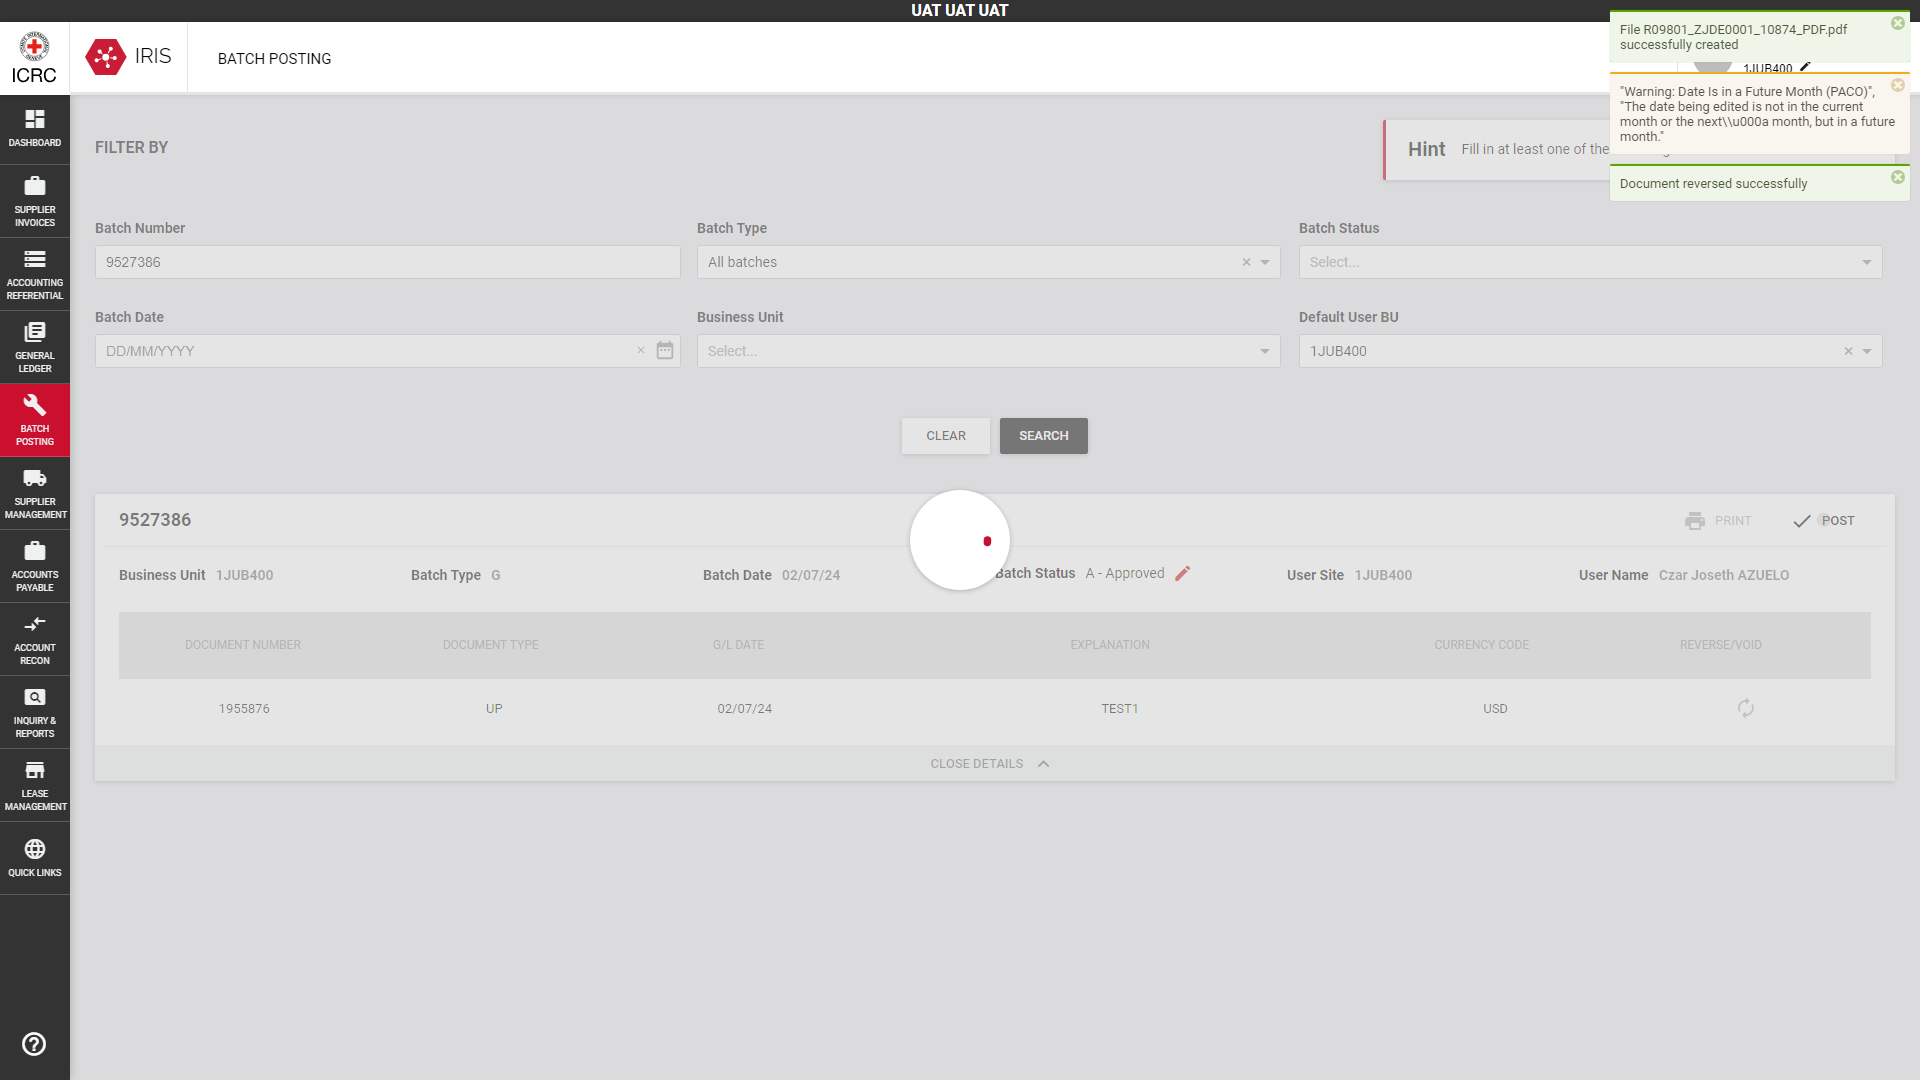 UAT UAT UAT
ICRC
IRIS
BATCH POSTING
File R09801_ZJDE0001_10874_PDF.pdf
successfully created
1JUB400
"Warning: Date Is in a Future Month (PACO)",
"The date being edited is not in the current
month or the next\\u000a month, but in a future
month."
Document reversed successfully
DASHBOARD
SUPPLIER
INVOICES
ACCOUNTING
REFERENTIAL
GENERAL
LEDGER
BATCH
POSTING
SUPPLIER
MANAGEMENT
ACCOUNTS
PAYABLE
ACCOUNT
RECON
INQUIRY &
REPORTS
LEASE
MANAGEMENT
QUICK LINKS
FILTER BY
Hint Fill in at least one of the
Batch Number Batch Type Batch Status
9527386 All batches Select...
Batch Date Business Unit Default User BU
DD/MM/YYYY Select... 1JUB400
CLEAR SEARCH
9527386 PRINT POST
Business Unit 1JUB400 Batch Type G Batch Date 02/07/24 Batch Status A - Approved User Site 1JUB400 User Name Czar Joseth AZUELO
DOCUMENT NUMBER DOCUMENT TYPE G/L DATE EXPLANATION CURRENCY CODE REVERSE/VOID
1955876 UP 02/07/24 TEST1 USD
CLOSE DETAILS